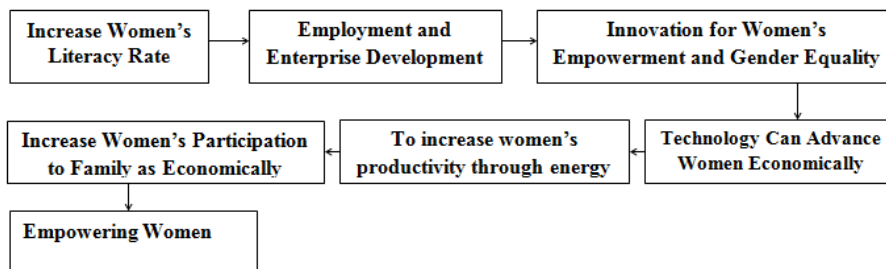 Increase Women's
Literacy Rate
Employment and
Enterprise Development
Innovation for Women's
Empowerment and Gender Equality
Technology Can Advance
Women Economically
To increase women's
productivity through energy
Increase Women's Participation
to Family as Economically
Empowering Women